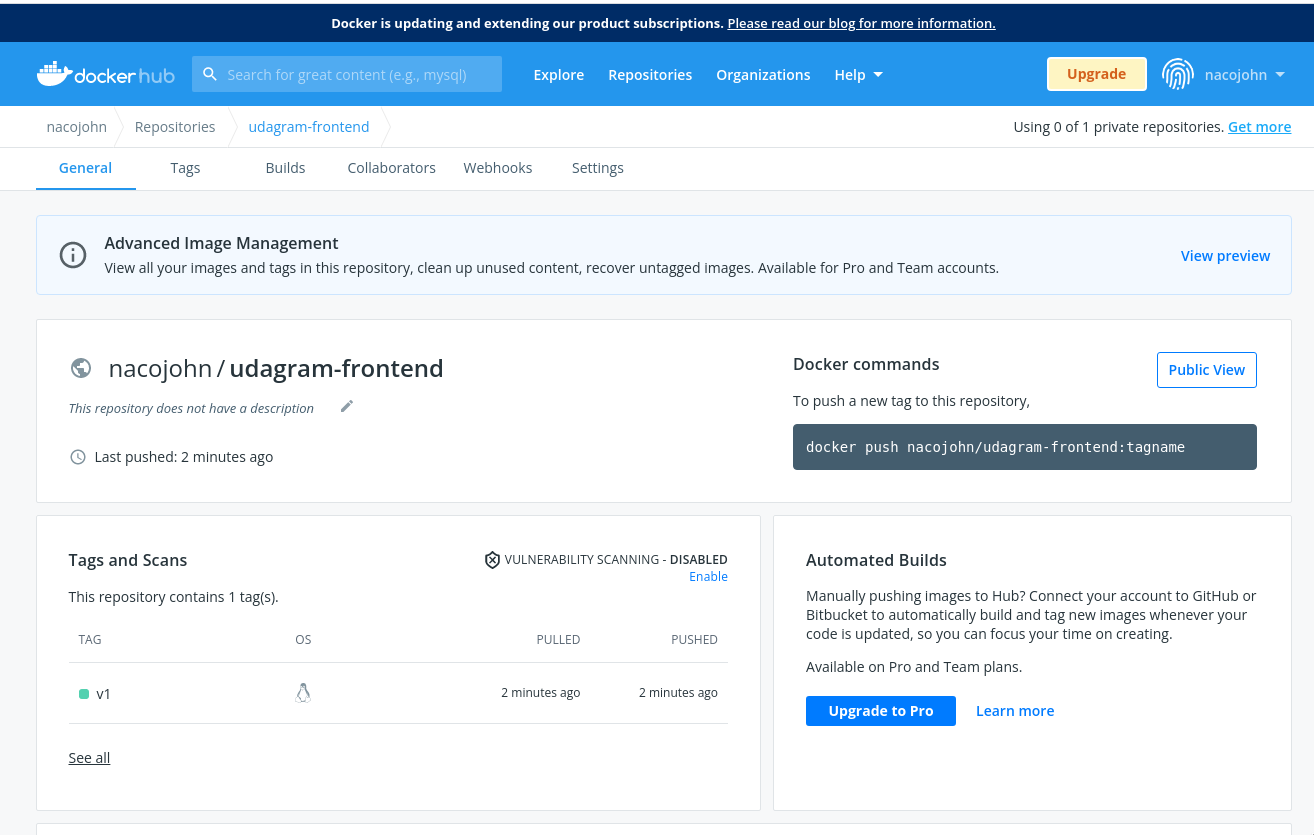 Docker is updating and extending our product subscriptions. Please read our blog for more information.
docker hub
Search for great content (e.g., mysql)
Explore
Repositories
Organizations
Help
Upgrade
nacojohn
nacojohn
Repositories
udagram-frontend
Using 0 of 1 private repositories. Get more
General
Tags
Builds
Collaborators
Webhooks
Settings
Advanced Image Management
View all your images and tags in this repository, clean up unused content, recover untagged images. Available for Pro and Team accounts.
View preview
nacojohn / udagram-frontend
This repository does not have a description
Last pushed: 2 minutes ago
Docker commands
Public View
To push a new tag to this repository,
docker push nacojohn/udagram-frontend:tagname
Tags and Scans
VULNERABILITY SCANNING - DISABLED
Enable
This repository contains 1 tag(s).
TAG
OS
PULLED
PUSHED
v1
2 minutes ago
2 minutes ago
See all
Automated Builds
Manually pushing images to Hub? Connect your account to GitHub or
Bitbucket to automatically build and tag new images whenever your
code is updated, so you can focus your time on creating.
Available on Pro and Team plans.
Upgrade to Pro
Learn more